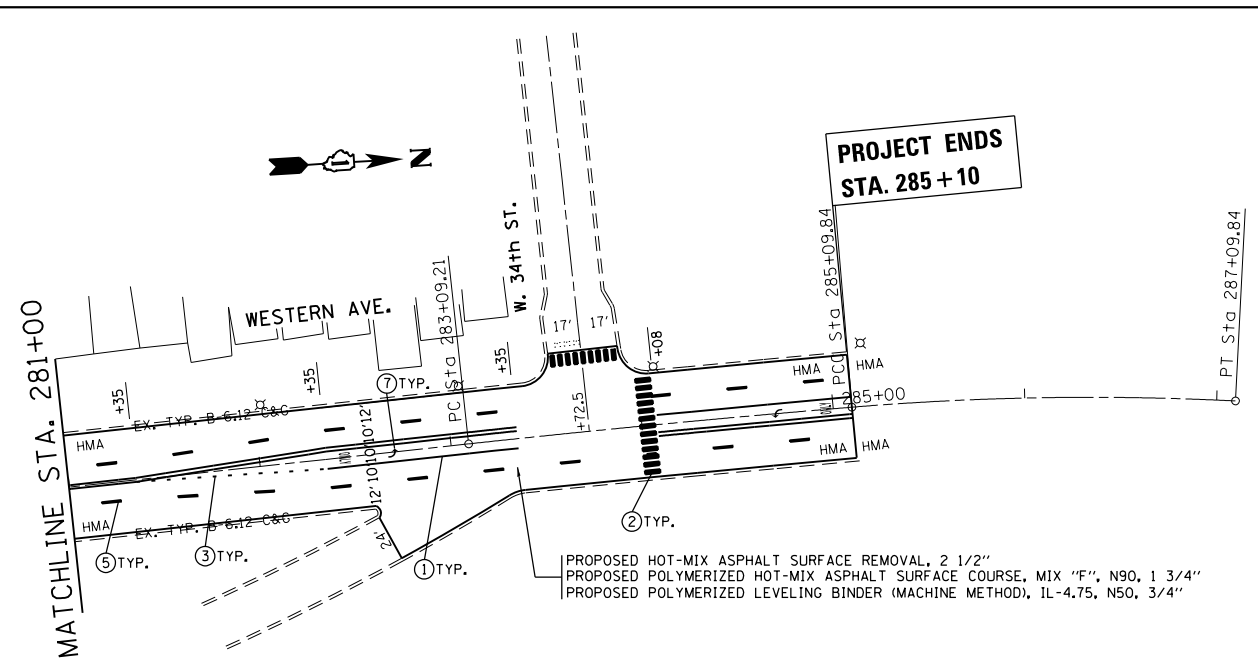 PROJECT ENDS
STA. 285+10
N
W. 34th ST.
WESTERN AVE.
MATCHLINE STA. 281+00
PC Sta 283+09.21
PCC Sta 285+09.84
PT Sta 287+09.84
285+00
+35
+35
+35
+08
+72.5
17' 17'
7 TYP.
EX. TYP. B-6.12 C&G
HMA
HMA
HMA
HMA
HMA
HMA
12' 10' 10' 10' 12'
ONLY
ONLY
EX. TYP. B-6.12 C&G
24'
5 TYP.
3 TYP.
1 TYP.
2 TYP.
PROPOSED HOT-MIX ASPHALT SURFACE REMOVAL, 2 1/2"
PROPOSED POLYMERIZED HOT-MIX ASPHALT SURFACE COURSE, MIX "F", N90, 1 3/4"
PROPOSED POLYMERIZED LEVELING BINDER (MACHINE METHOD), IL-4.75, N50, 3/4"